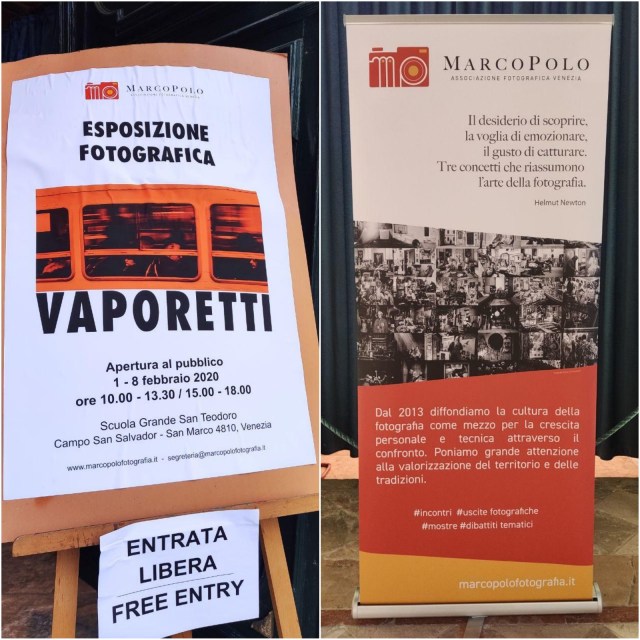 MARCOPOLO
ASSOCIAZIONE FOTOGRAFICA VENEZIA
ESPOSIZIONE
FOTOGRAFICA
VAPORETTI
Apertura al pubblico
1 - 8 febbraio 2020
ore 10.00 - 13.30 / 15.00 - 18.00
Scuola Grande San Teodoro
Campo San Salvador - San Marco 4810, Venezia
www.marcopolofotografia.it - segreteria@marcopolofotografia.it
ENTRATA
LIBERA
FREE ENTRY
MARCOPOLO
ASSOCIAZIONE FOTOGRAFICA VENEZIA
Il desiderio di scoprire,
la voglia di emozionare,
il gusto di catturare.
Tre concetti che riassumono
l'arte della fotografia.
Helmut Newton
Dal 2013 diffondiamo la cultura della
fotografia come mezzo per la crescita
personale e tecnica attraverso il
confronto. Poniamo grande attenzione
alla valorizzazione del territorio e delle
tradizioni.
#incontri #uscite fotografiche
#mostre #dibattiti tematici
marcopolofotografia.it